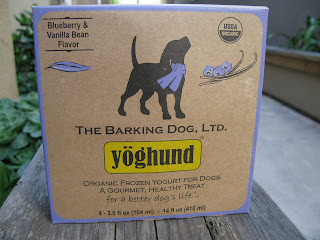 Blueberry &
Vanilla Bean
Flavor
USDA
ORGANIC
THE BARKING DOG, LTD.
yöghund
ORGANIC FROZEN YOGURT FOR DOGS
A GOURMET, HEALTHY TREAT
for a better dog's life.™
4 - 3.5 fl oz (104 ml) - 14 fl oz (416 ml)